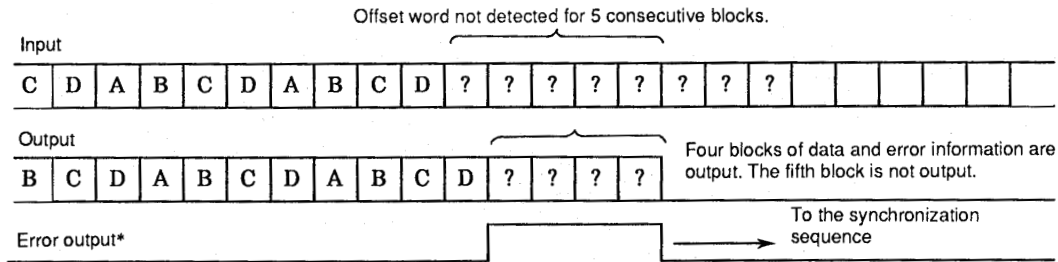 Offset word not detected for 5 consecutive blocks.
Input
C D A B C D A B C D ? ? ? ? ? ? ? ?
Output
B C D A B C D A B C D ? ? ? ?
Four blocks of data and error information are
output. The fifth block is not output.
Error output*
To the synchronization
sequence